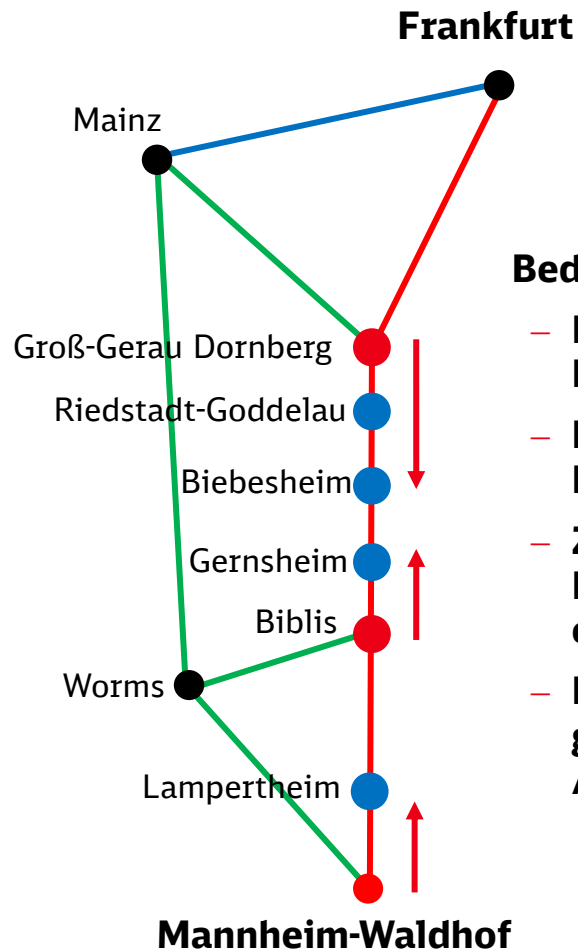 Frankfurt
Mainz
Groß-Gerau Dornberg
Riedstadt-Goddelau
Biebesheim
Gernsheim
Biblis
Worms
Lampertheim
Mannheim-Waldhof
Bed
–
–
–
–